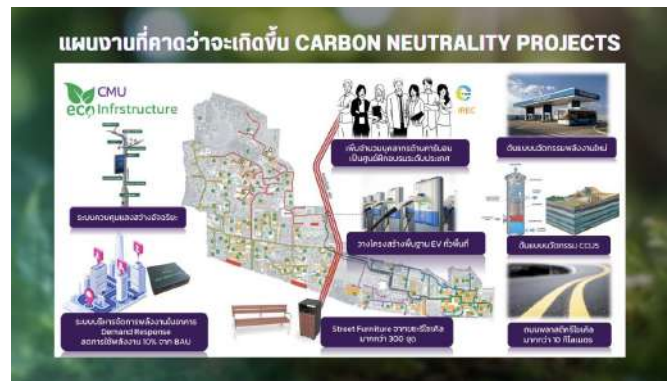 แผนงานที่คาดว่าจะเกิดขึ้น CARBON NEUTRALITY PROJECTS
CMU
eco Infrstructure
iREC
เพิ่มจำนวนบุคลากรด้านคาร์บอน
เป็นศูนย์ฝึกอบรมระดับประเทศ
ต้นแบบนวัตกรรมพลังงานใหม่
ระบบควบคุมแสงสว่างอัจฉริยะ
วางโครงสร้างพื้นฐาน EV ทั่วพื้นที่
ต้นแบบนวัตกรรม CCUS
ระบบบริหารจัดการพลังงานในอาคาร
Demand Response
ลดการใช้พลังงาน 10% จาก BAU
Street Furniture จากขยะรีไซเคิล
มากกว่า 300 ชุด
ถนนพลาสติกรีไซเคิล
มากกว่า 10 กิโลเมตร